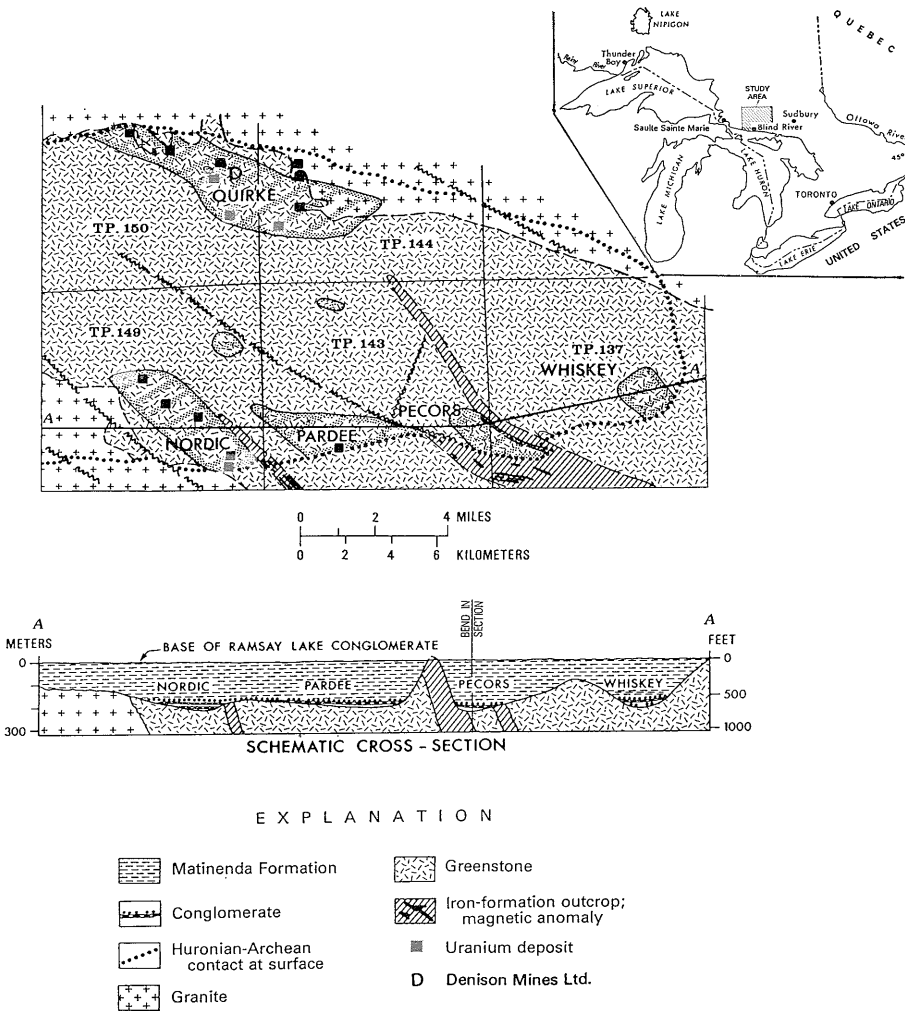 LAKE
NIPIGON
QUEBEC
Thunder
Bay
River
LAKE SUPERIOR
STUDY
AREA
Sudbury
Saulte Sainte Marie
Blind River
Ottawa River
45°
LAKE MICHIGAN
LAKE HURON
TORONTO
LAKE ONTARIO
LAKE ERIE
UNITED STATES
D
QUIRKE
TP. 150
TP. 144
TP. 149
TP. 143
TP. 137
WHISKEY
A
A
PECORS
NORDIC
PARDEE
0 2 4 MILES
0 2 4 6 KILOMETERS
A
METERS
BASE OF RAMSAY LAKE CONGLOMERATE
BEND IN
SECTION
A
FEET
0
0
NORDIC PARDEE PECORS WHISKEY
500
300
1000
SCHEMATIC CROSS - SECTION
EXPLANATION
Matinenda Formation
Conglomerate
Huronian-Archean
contact at surface
Granite
Greenstone
Iron-formation outcrop;
magnetic anomaly
Uranium deposit
D Denison Mines Ltd.